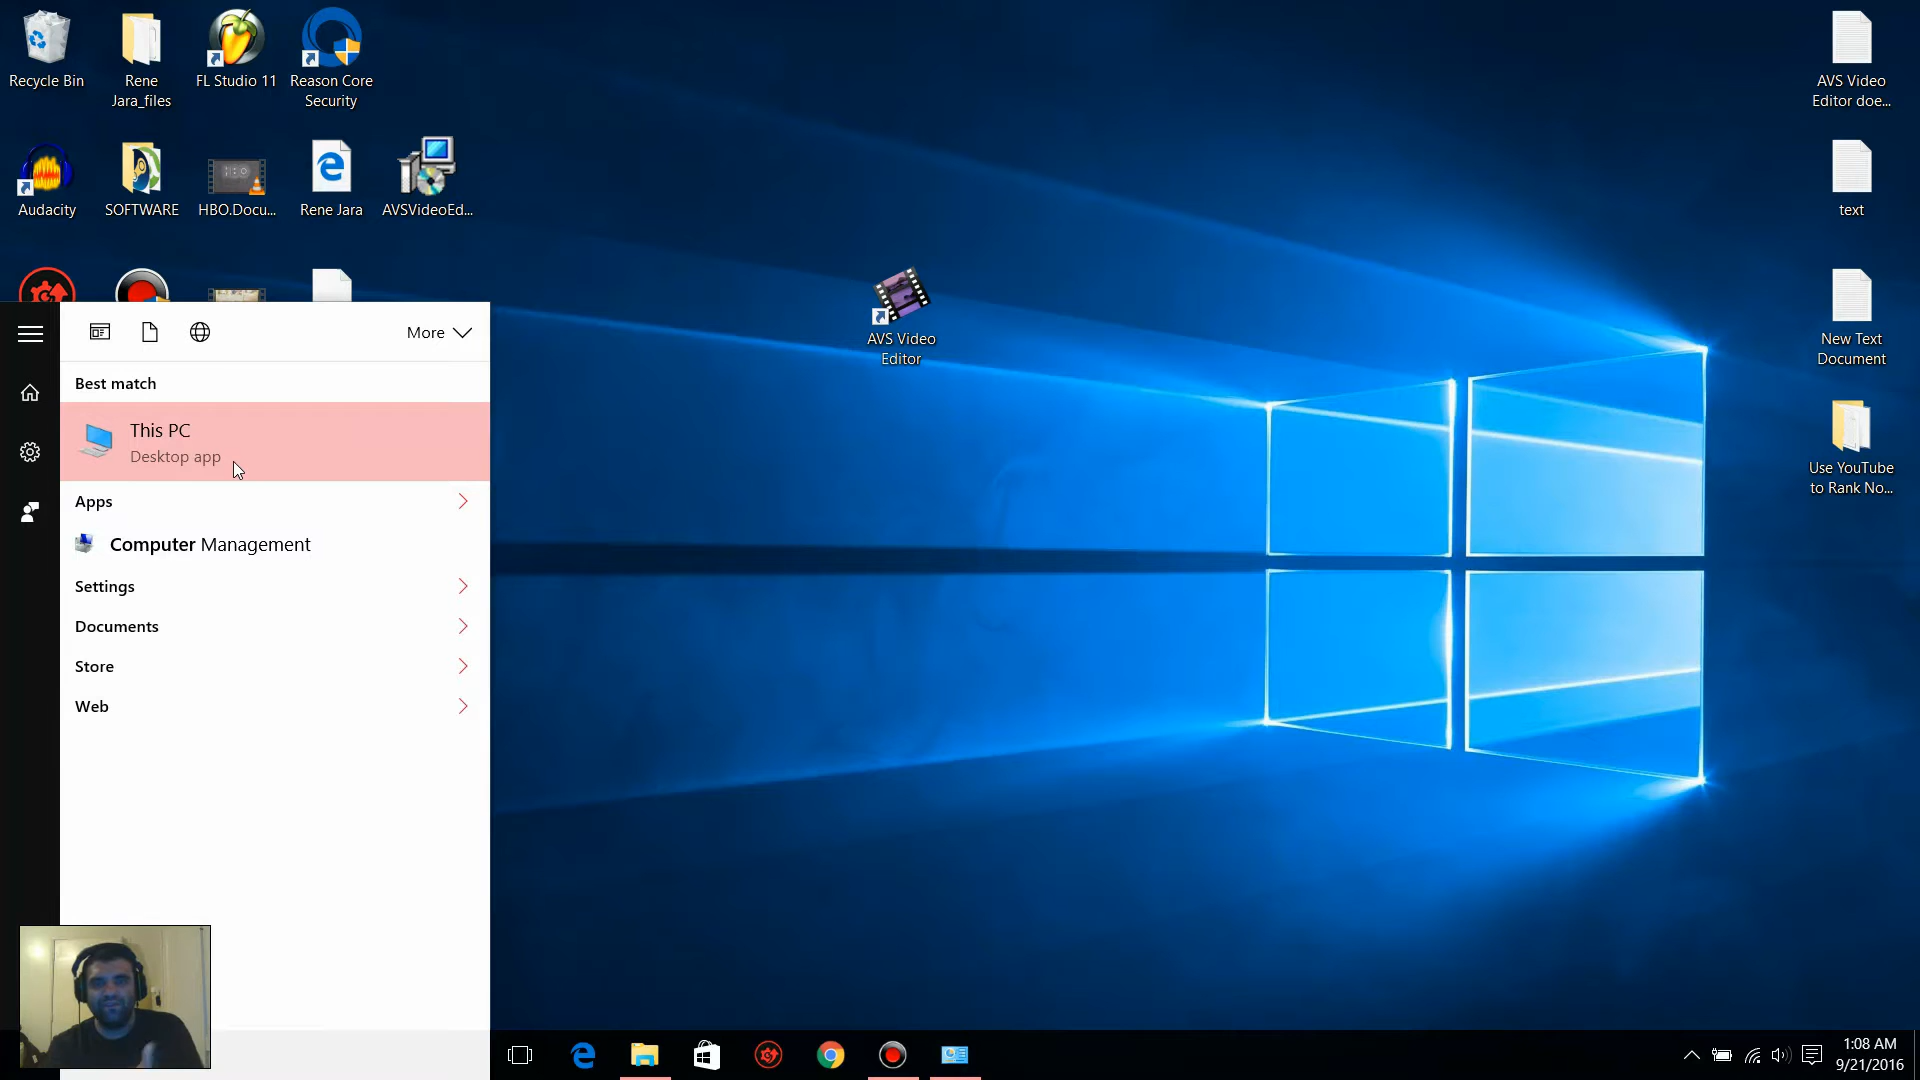 Recycle Bin
Rene
Jara_files
FL Studio 11
Reason Core
Security
AVS Video
Editor doe...
Audacity
SOFTWARE
HBO.Docu...
Rene Jara
AVSVideoEd...
text
AVS Video
Editor
New Text
Document
Use YouTube
to Rank No...
More
Best match
This PC
Desktop app
Apps
Computer Management
Settings
Documents
Store
Web
1:08 AM
9/21/2016